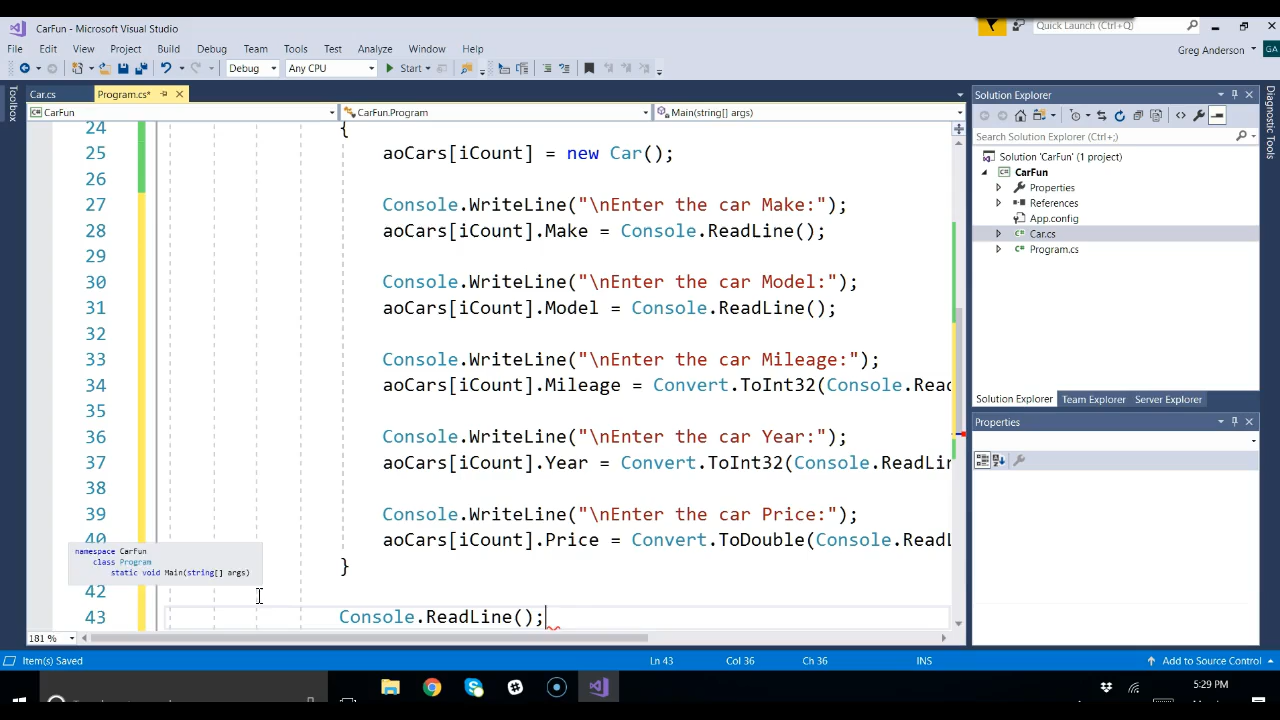 CarFun - Microsoft Visual Studio
Quick Launch (Ctrl+Q)
File Edit View Project Build Debug Team Tools Test Analyze Window Help
Greg Anderson GA
Debug Any CPU Start
Car.cs Program.cs*
CarFun CarFun.Program Main(string[] args)
24 {
25 aoCars[iCount] = new Car();
26
27 Console.WriteLine("\nEnter the car Make:");
28 aoCars[iCount].Make = Console.ReadLine();
29
30 Console.WriteLine("\nEnter the car Model:");
31 aoCars[iCount].Model = Console.ReadLine();
32
33 Console.WriteLine("\nEnter the car Mileage:");
34 aoCars[iCount].Mileage = Convert.ToInt32(Console.Read
35
36 Console.WriteLine("\nEnter the car Year:");
37 aoCars[iCount].Year = Convert.ToInt32(Console.ReadLin
38
39 Console.WriteLine("\nEnter the car Price:");
40 aoCars[iCount].Price = Convert.ToDouble(Console.ReadL
}
42
43 Console.ReadLine();
namespace CarFun
class Program
static void Main(string[] args)
181 %
Toolbox
Solution Explorer
Search Solution Explorer (Ctrl+;)
Solution 'CarFun' (1 project)
CarFun
Properties
References
App.config
Car.cs
Program.cs
Solution Explorer Team Explorer Server Explorer
Properties
Diagnostic Tools
Item(s) Saved Ln 43 Col 36 Ch 36 INS Add to Source Control
5:29 PM